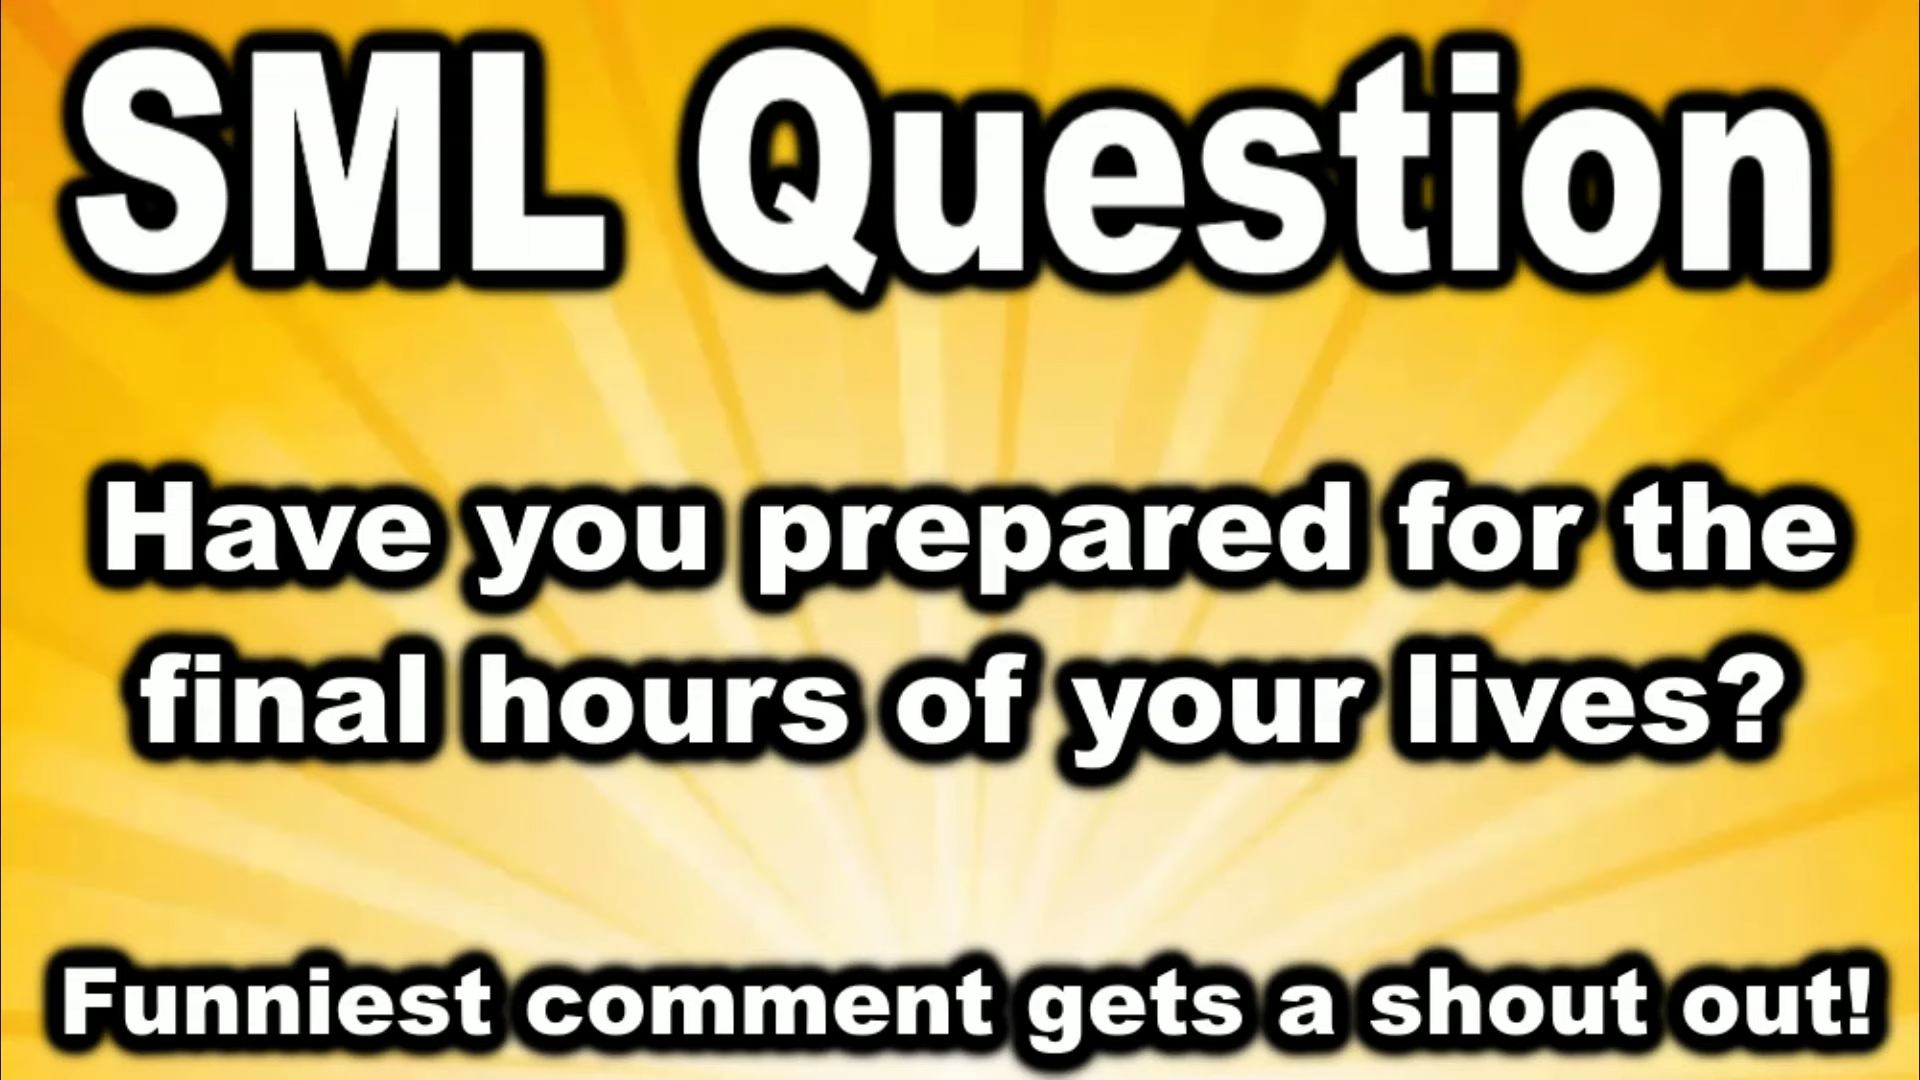 SML Question
Have you prepared for the
final hours of your lives?
Funniest comment gets a shout out!